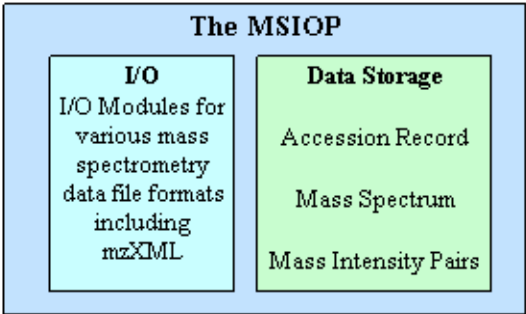 The MSIOP
I/O
I/O Modules for
various mass
spectrometry
data file formats
including
mzXML
Data Storage
Accession Record
Mass Spectrum
Mass Intensity Pairs